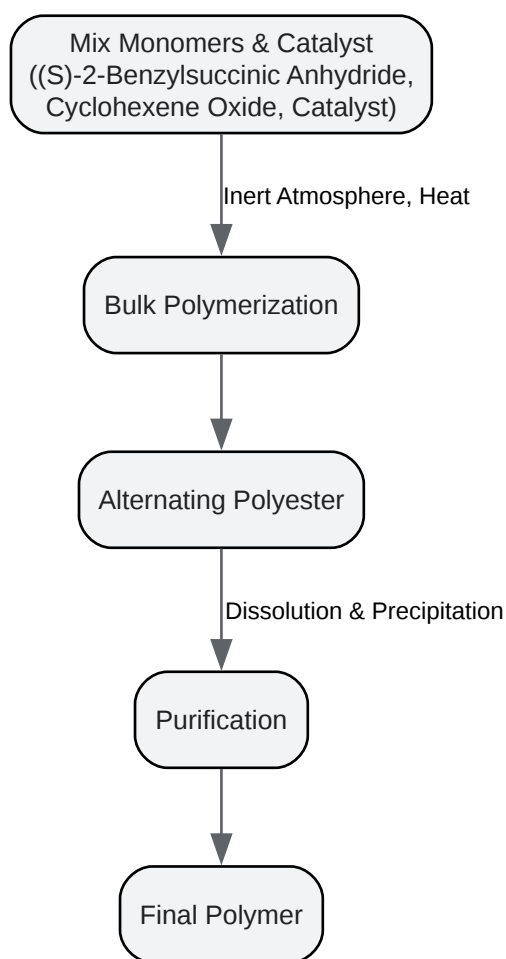 Mix Monomers & Catalyst
((S)-2-Benzylsuccinic Anhydride,
Cyclohexene Oxide, Catalyst)
Inert Atmosphere, Heat
Bulk Polymerization
Alternating Polyester
Dissolution & Precipitation
Purification
Final Polymer